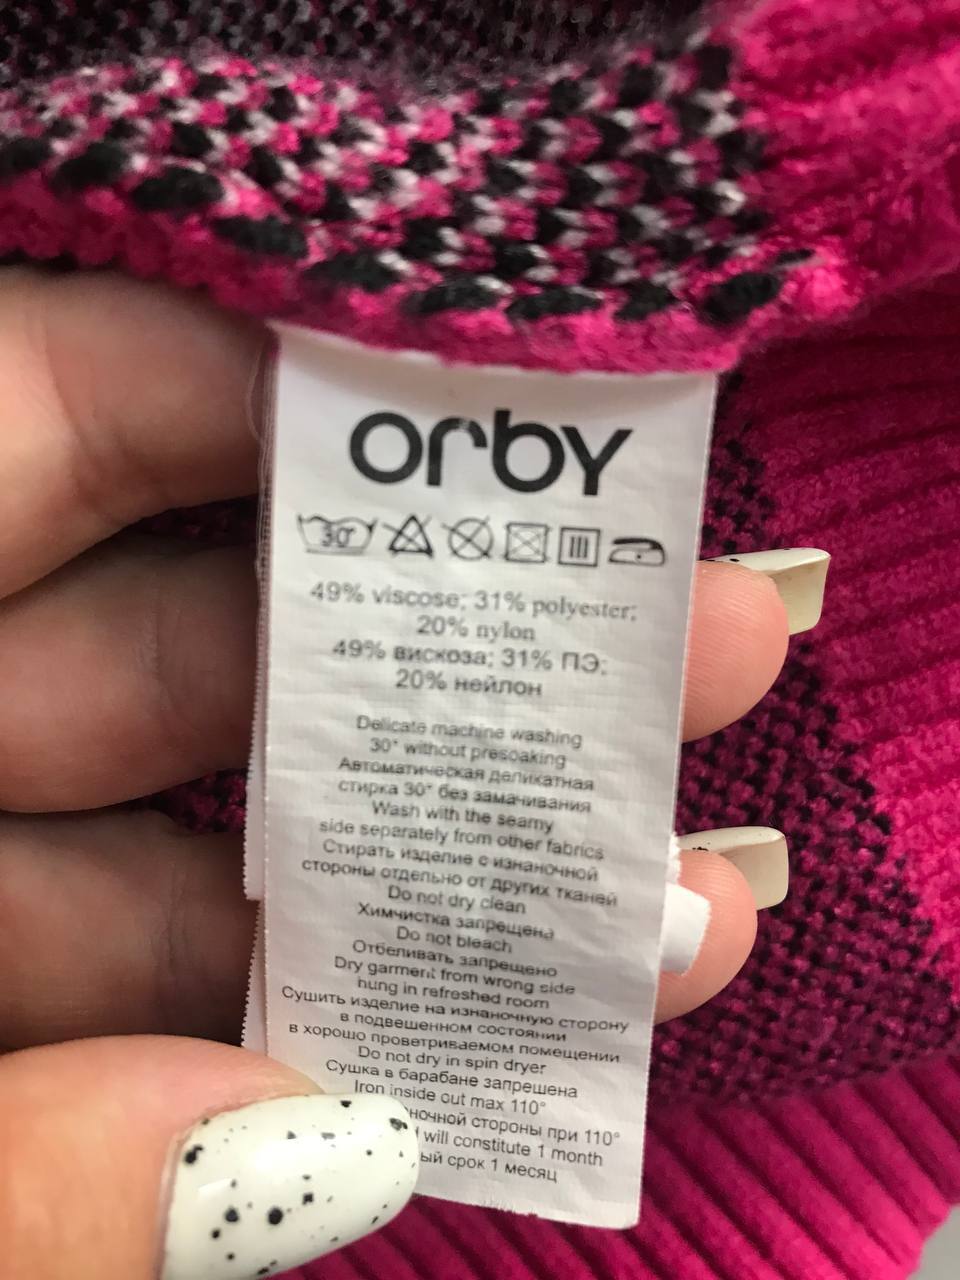 orby
30°
49% viscose; 31% polyester;
20% nylon
49% вискоза; 31% ПЭ;
20% нейлон
Delicate machine washing
30° without presoaking
Автоматическая деликатная
стирка 30° без замачивания
Wash with the seamy
side separately from other fabrics
Стирать изделие с изнаночной
стороны отдельно от других тканей
Do not dry clean
Химчистка запрещена
Do not bleach
Отбеливать запрещено
Dry garment from wrong side
hung in refreshed room
Сушить изделие на изнаночную сторону
в подвешенном состоянии
в хорошо проветриваемом помещении
Do not dry in spin dryer
Сушка в барабане запрещена
Iron inside out max 110°
стороны при 110°
will constitute 1 month
срок 1 месяц